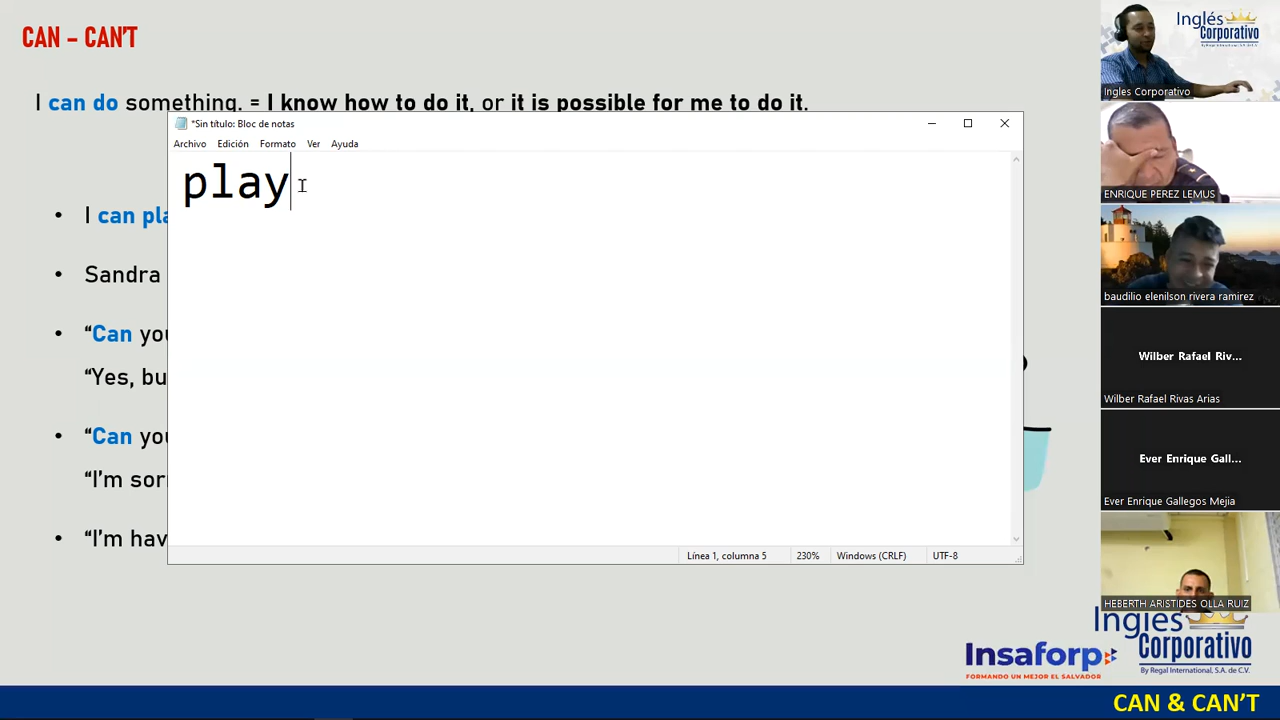 CAN – CAN'T
I can do something. = I know how to do it, or it is possible for me to do it.
*Sin título: Bloc de notas
Archivo Edición Formato Ver Ayuda
play
• I can pla
• Sandra
• “Can you
“Yes, bu
• “Can you
“I'm sor
• “I'm hav
Línea 1, columna 5 230% Windows (CRLF) UTF-8
Inglés
Corporativo
Ingles Corporativo
ENRIQUE PEREZ LEMUS
baudilio elenilson rivera ramirez
Wilber Rafael Riv...
Wilber Rafael Rivas Arias
Ever Enrique Gall...
Ever Enrique Gallegos Mejia
HEBERTH ARISTIDES OLLA RUIZ
Insaforp
FORMANDO UN MEJOR EL SALVADOR
Inglés
Corporativo
By Regal International, S.A. de C.V.
CAN & CAN'T